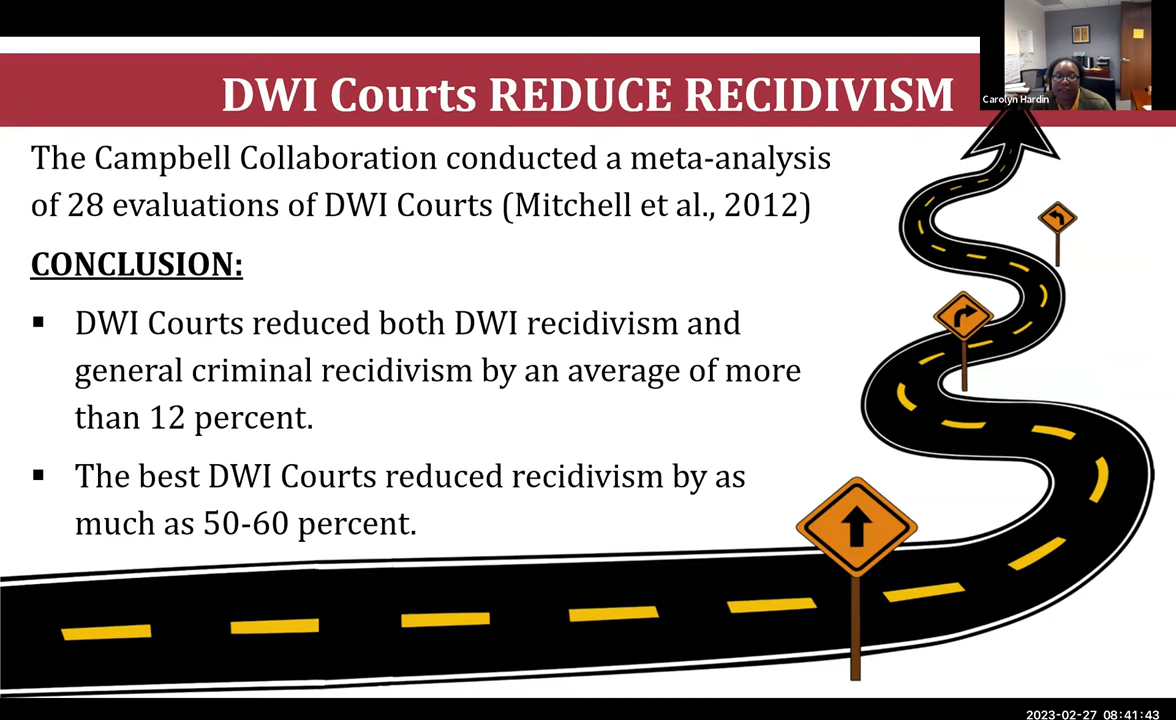 DWI Courts REDUCE RECIDIVISM
Carolyn Hardin
The Campbell Collaboration conducted a meta-analysis
of 28 evaluations of DWI Courts (Mitchell et al., 2012)
CONCLUSION:
▪ DWI Courts reduced both DWI recidivism and
general criminal recidivism by an average of more
than 12 percent.
▪ The best DWI Courts reduced recidivism by as
much as 50-60 percent.
2023-02-27 08:41:43